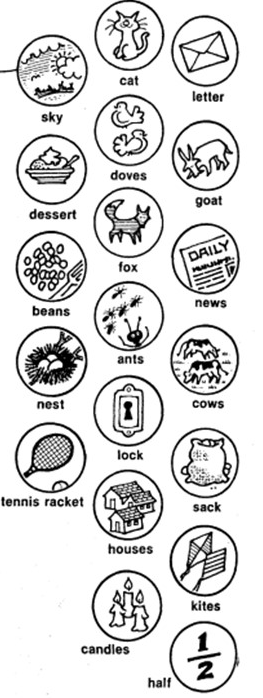 cat
letter
sky
doves
goat
dessert
fox
DAILY
news
beans
ants
nest
cows
lock
tennis racket
sack
houses
kites
candles
1
2
half